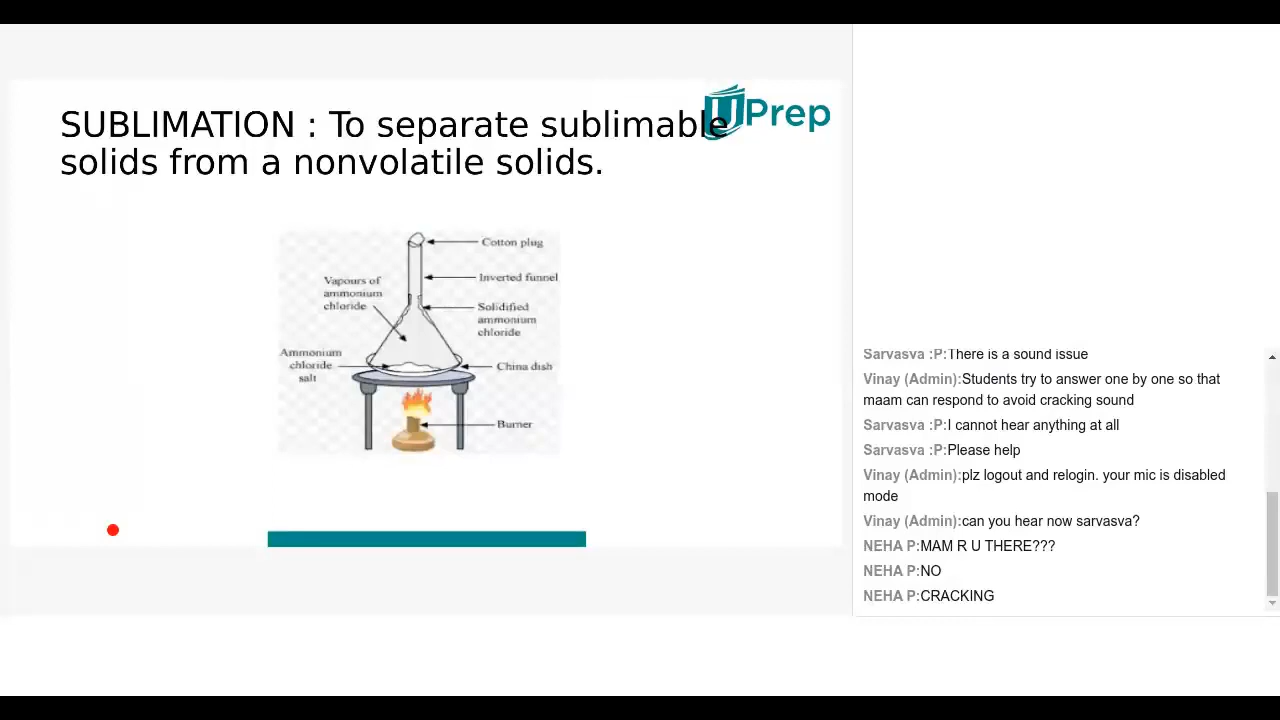 SUBLIMATION : To separate sublimable
solids from a nonvolatile solids.
UPrep
Cotton plug
Inverted funnel
Vapours of
ammonium
chloride
Solidified
ammonium
chloride
Ammonium
chloride
salt
China dish
Burner
Sarvasva :P:There is a sound issue
Vinay (Admin):Students try to answer one by one so that
maam can respond to avoid cracking sound
Sarvasva :P:I cannot hear anything at all
Sarvasva :P:Please help
Vinay (Admin):plz logout and relogin. your mic is disabled
mode
Vinay (Admin):can you hear now sarvasva?
NEHA P:MAM R U THERE???
NEHA P:NO
NEHA P:CRACKING